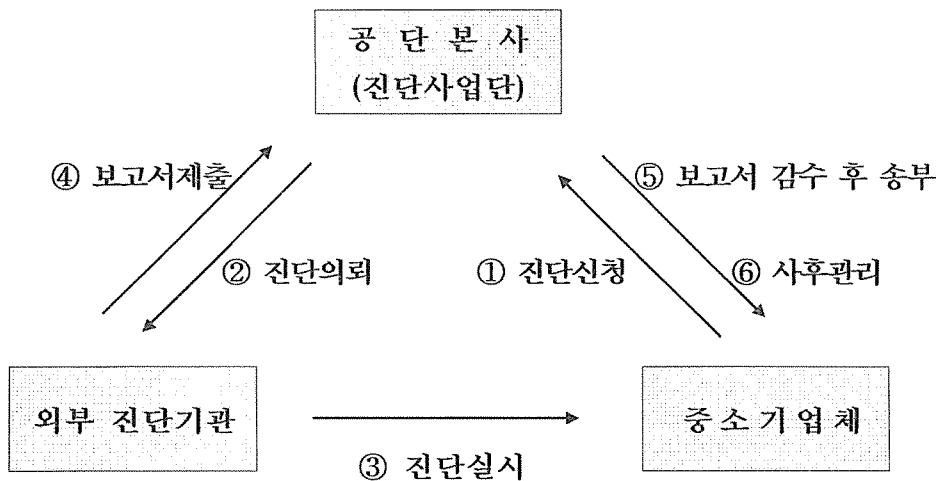 공 단 본 사
(진단사업단)
④ 보고서제출
⑤ 보고서 감수 후 송부
② 진단의뢰
① 진단신청
⑥ 사후관리
외부 진단기관
중 소 기 업 체
③ 진단실시